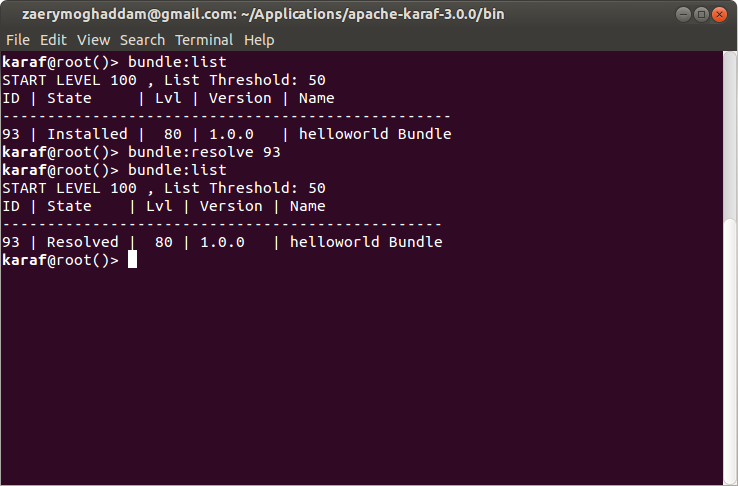 zaerymoghaddam@gmail.com: ~/Applications/apache-karaf-3.0.0/bin
File Edit View Search Terminal Help
karaf@root()> bundle:list
START LEVEL 100 , List Threshold: 50
ID | State     | Lvl | Version | Name
--------------------------------------------------
93 | Installed |  80 | 1.0.0   | helloworld Bundle
karaf@root()> bundle:resolve 93
karaf@root()> bundle:list
START LEVEL 100 , List Threshold: 50
ID | State    | Lvl | Version | Name
-------------------------------------------------
93 | Resolved |  80 | 1.0.0   | helloworld Bundle
karaf@root()>